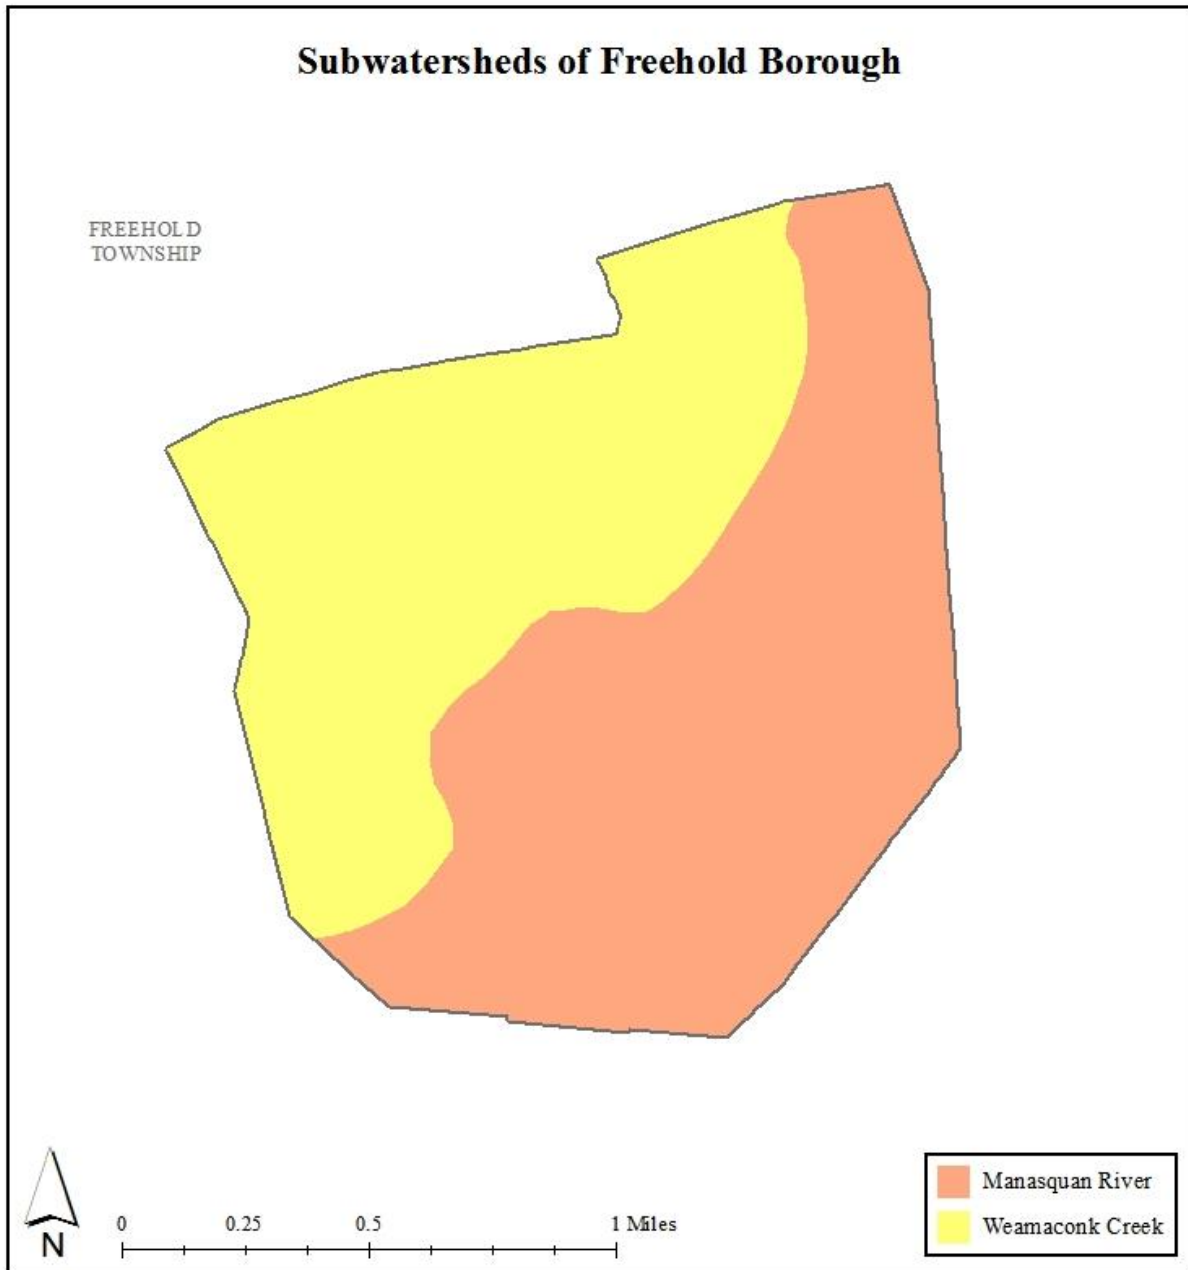 Subwatersheds of Freehold Borough
FREEHOLD
TOWNSHIP
Manasquan River
Weamaconk Creek
0 0.25 0.5 1 Miles
N